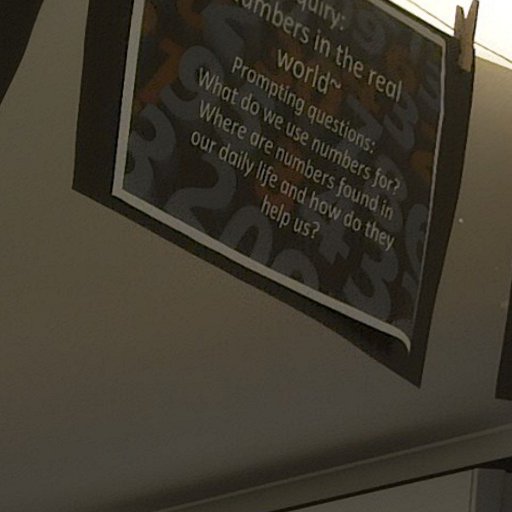 numbers in the real
world~
Prompting questions:
What do we use numbers for?
Where are numbers found in
our daily life and how do they
help us?